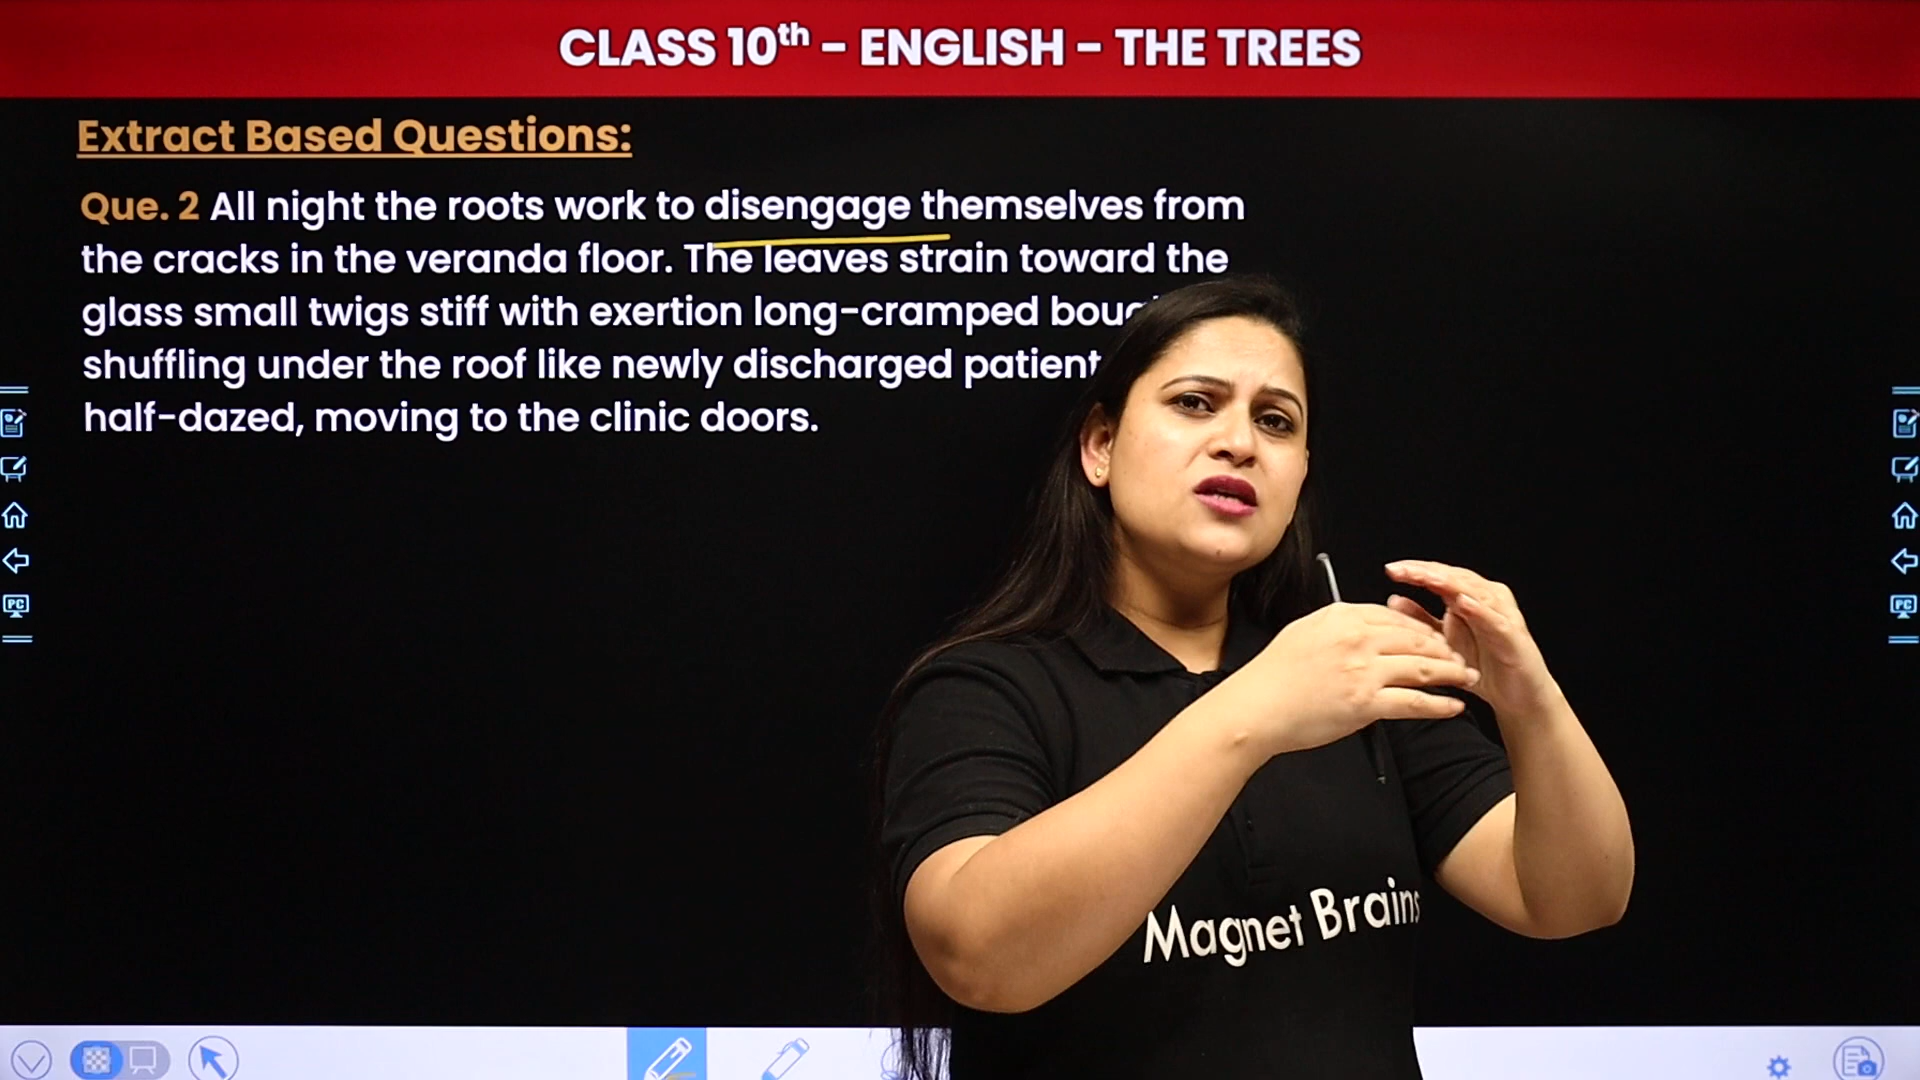 CLASS 10th – ENGLISH – THE TREES
Extract Based Questions:
Que. 2 All night the roots work to disengage themselves from
the cracks in the veranda floor. The leaves strain toward the
glass small twigs stiff with exertion long-cramped
shuffling under the roof like newly discharged
half-dazed, moving to the clinic doors.
PC
PC
Magnet Brains